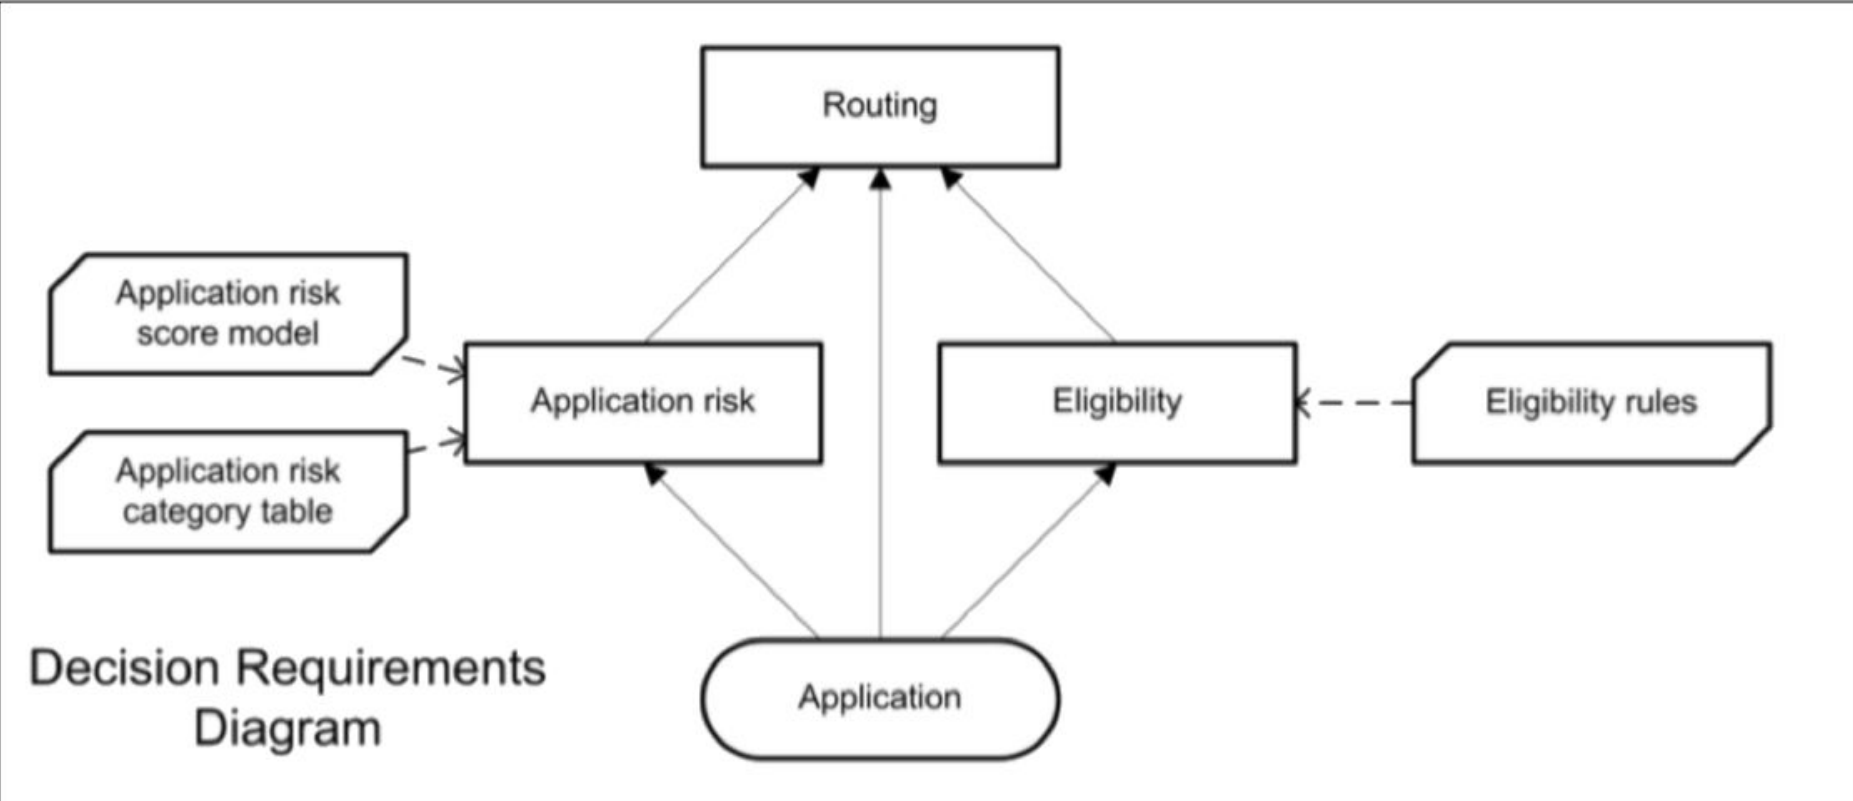 Routing
Application risk
score model
Application risk
Eligibility
Eligibility rules
Application risk
category table
Decision Requirements
Diagram
Application